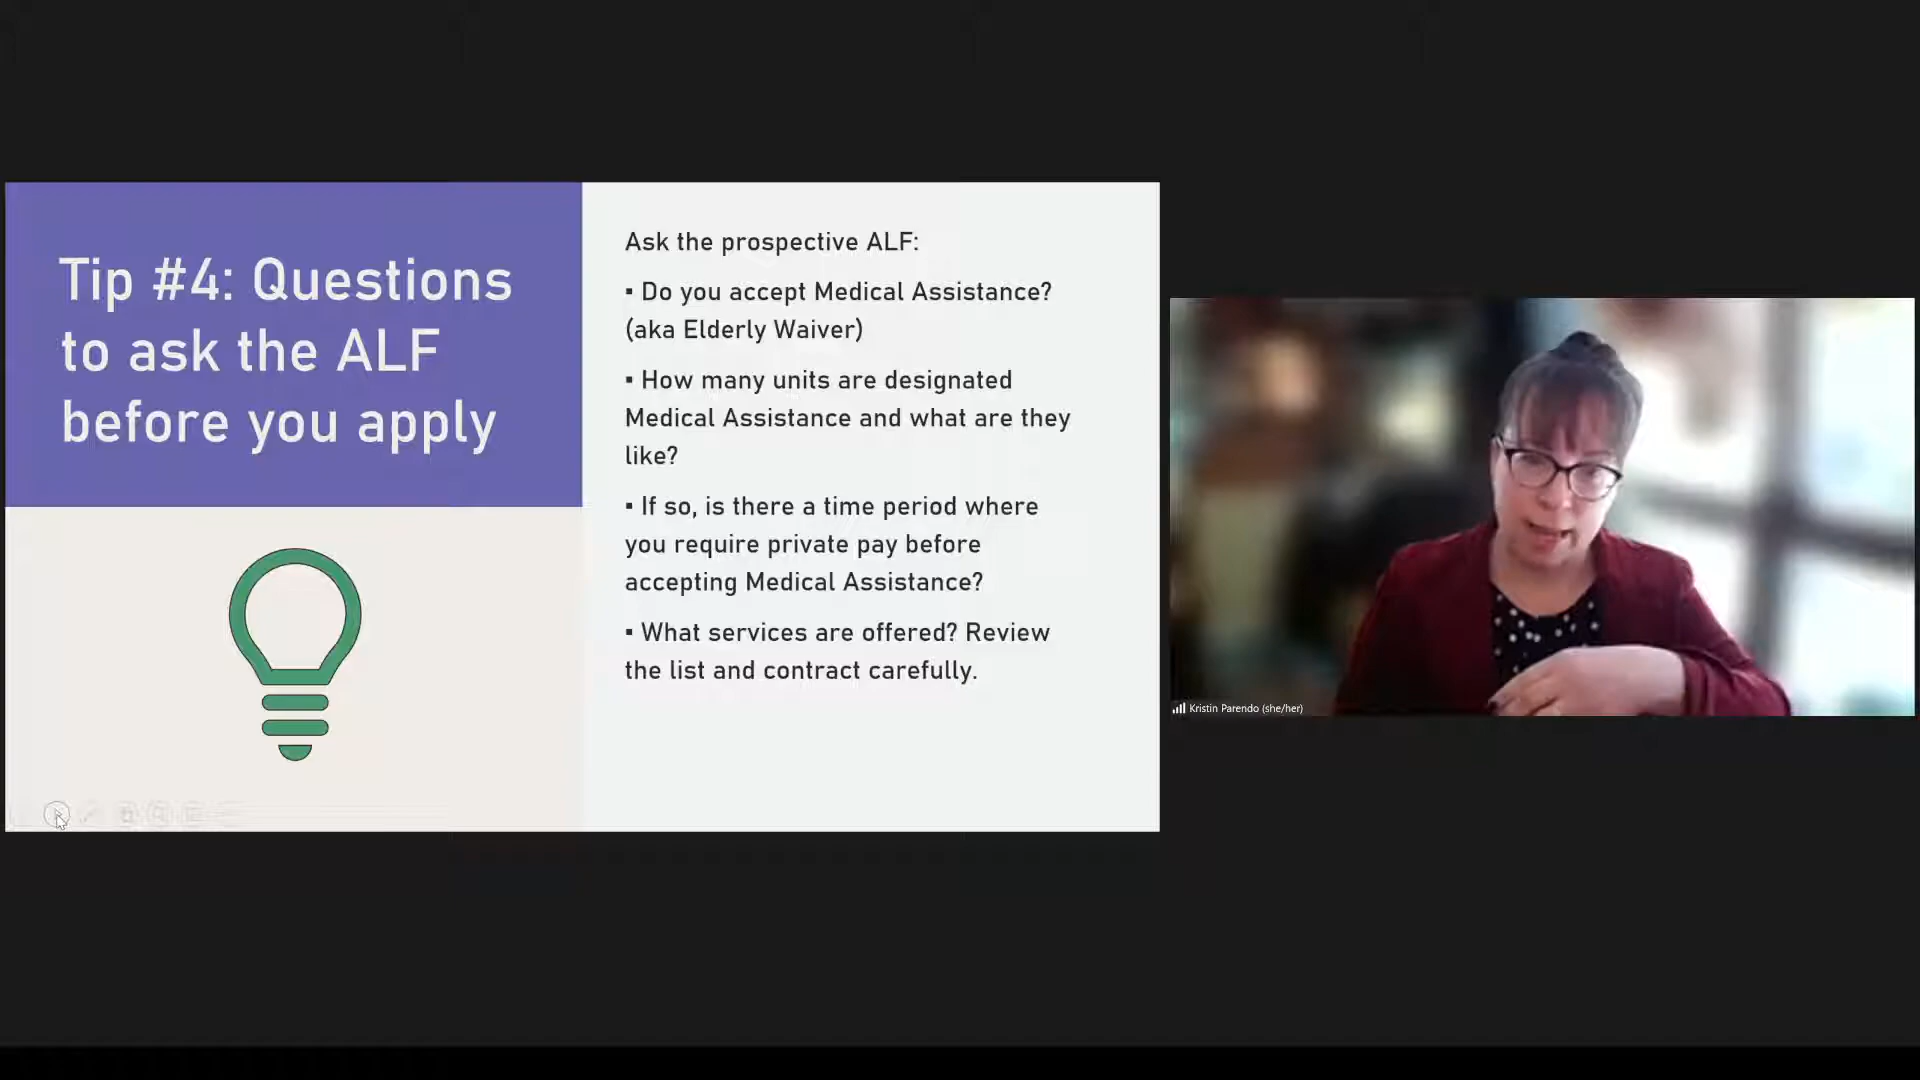 Tip #4: Questions
to ask the ALF
before you apply
Ask the prospective ALF:
▪ Do you accept Medical Assistance?
(aka Elderly Waiver)
▪ How many units are designated
Medical Assistance and what are they
like?
▪ If so, is there a time period where
you require private pay before
accepting Medical Assistance?
▪ What services are offered? Review
the list and contract carefully.
Kristin Parendo (she/her)